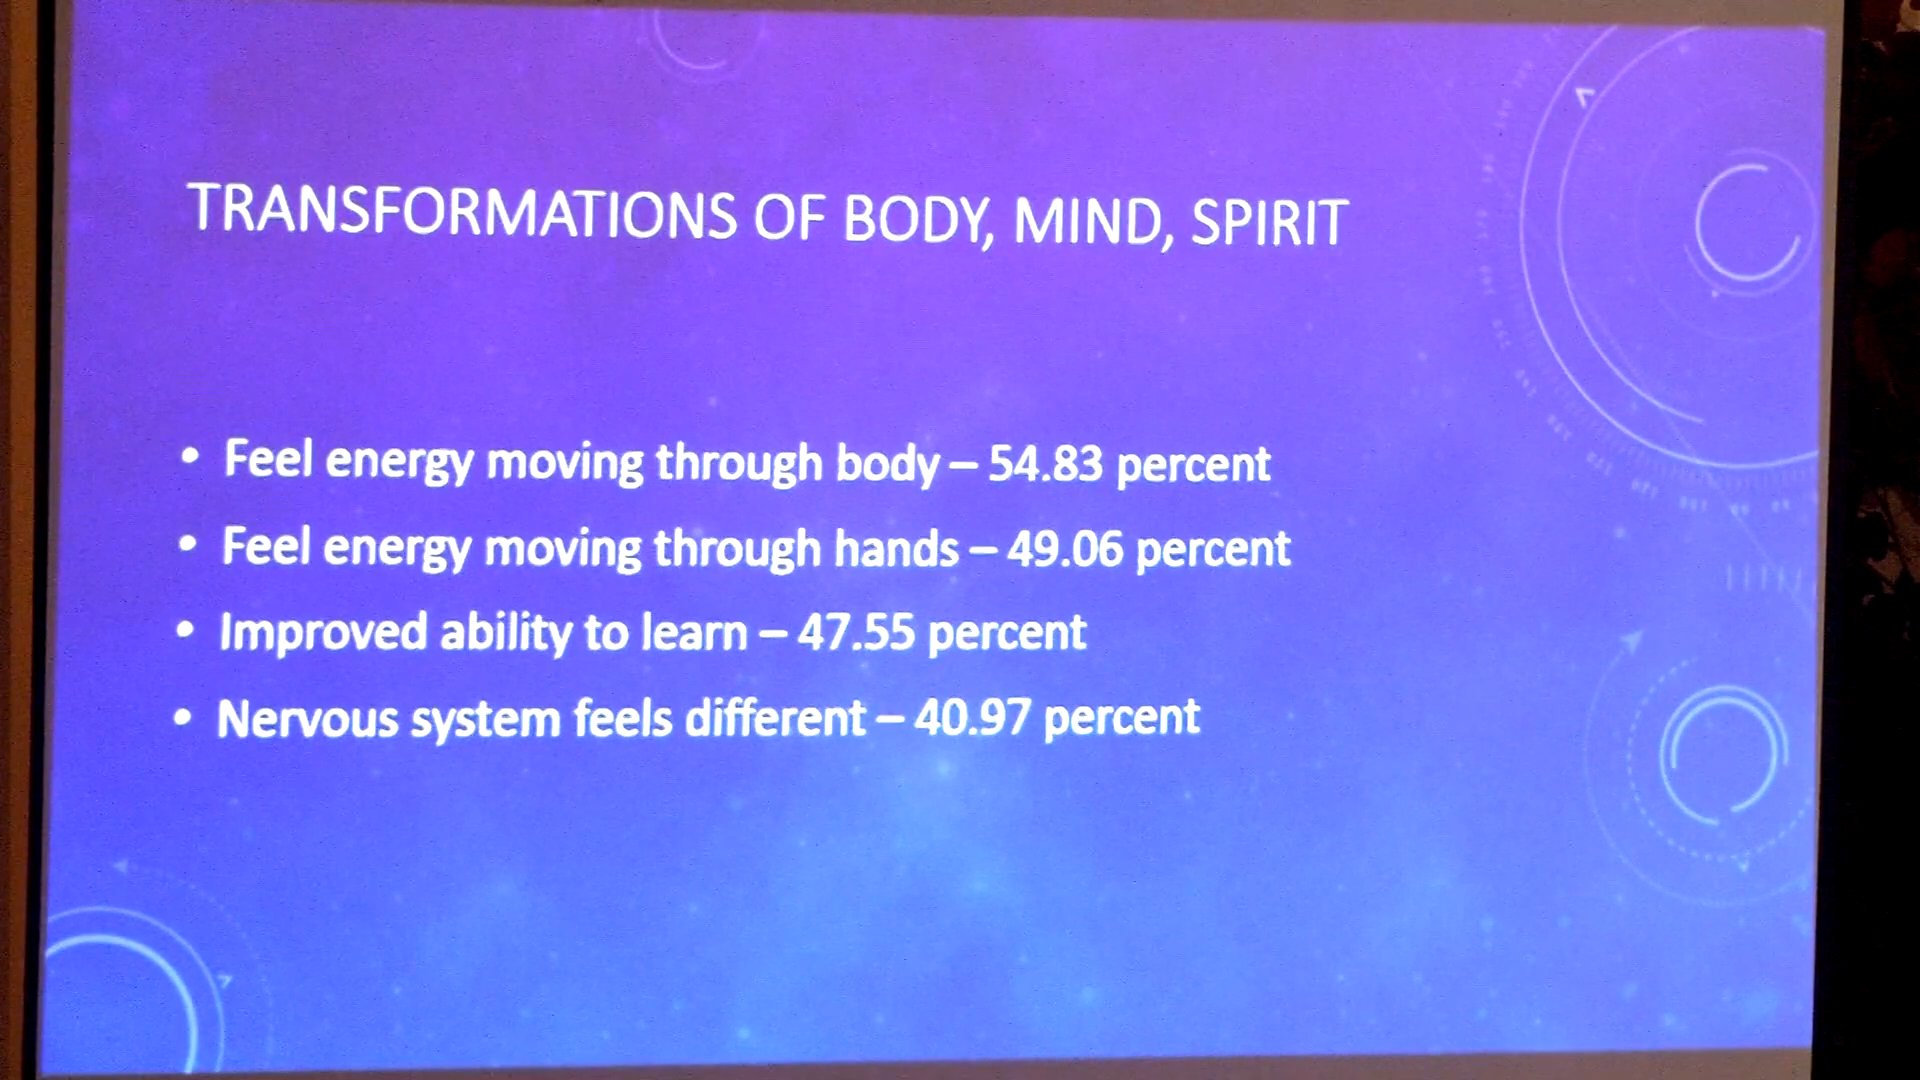 TRANSFORMATIONS OF BODY, MIND, SPIRIT
• Feel energy moving through body – 54.83 percent
• Feel energy moving through hands – 49.06 percent
• Improved ability to learn – 47.55 percent
• Nervous system feels different – 40.97 percent